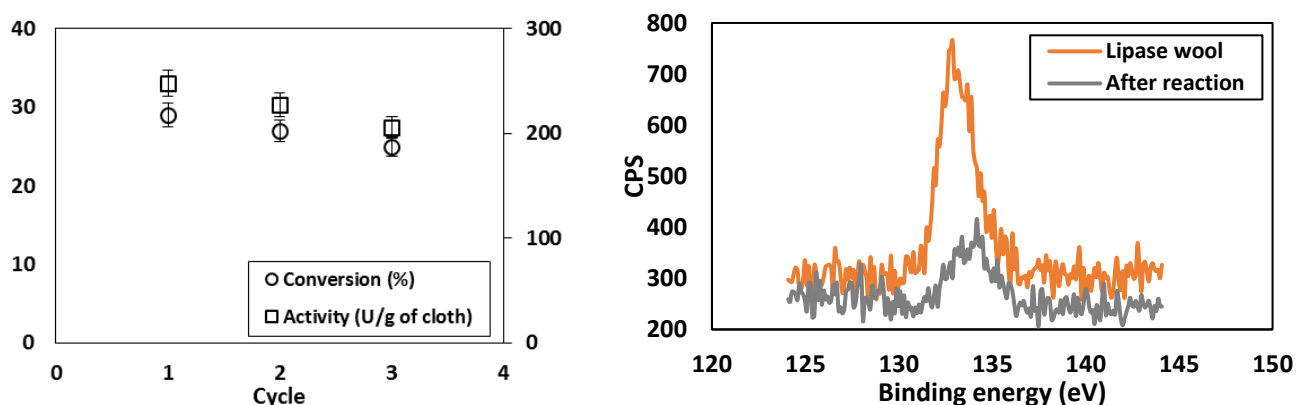 40
30
20
10
0
300
200
100
0
Conversion (%)
Activity (U/g of cloth)
0 1 2 3 4
Cycle
800
700
600
500
400
300
200
CPS
Lipase wool
After reaction
120 125 130 135 140 145 150
Binding energy (eV)